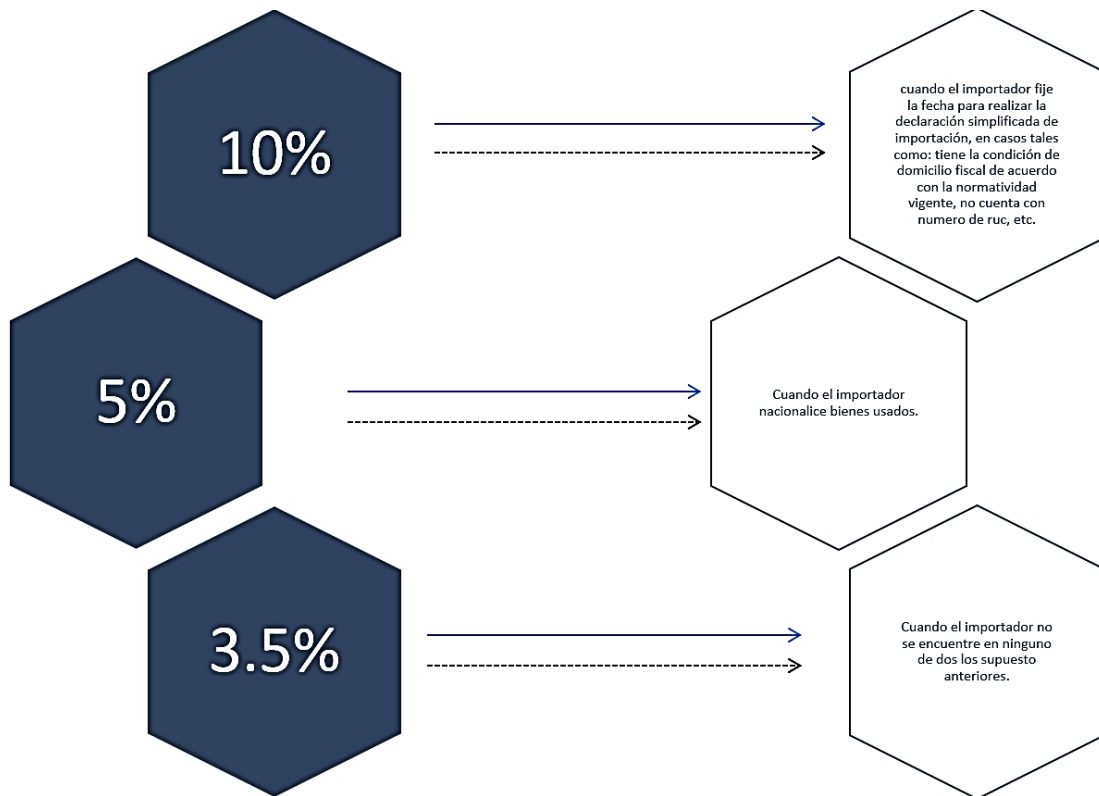 10%
cuando el importador fije
la fecha para realizar la
declaración simplificada de
importación, en casos tales
como: tiene la condición de
domicilio fiscal de acuerdo
con la normatividad
vigente, no cuenta con
numero de ruc, etc.
5%
Cuando el importador
nacionalice bienes usados.
3.5%
Cuando el importador no
se encuentre en ninguno
de dos los supuesto
anteriores.